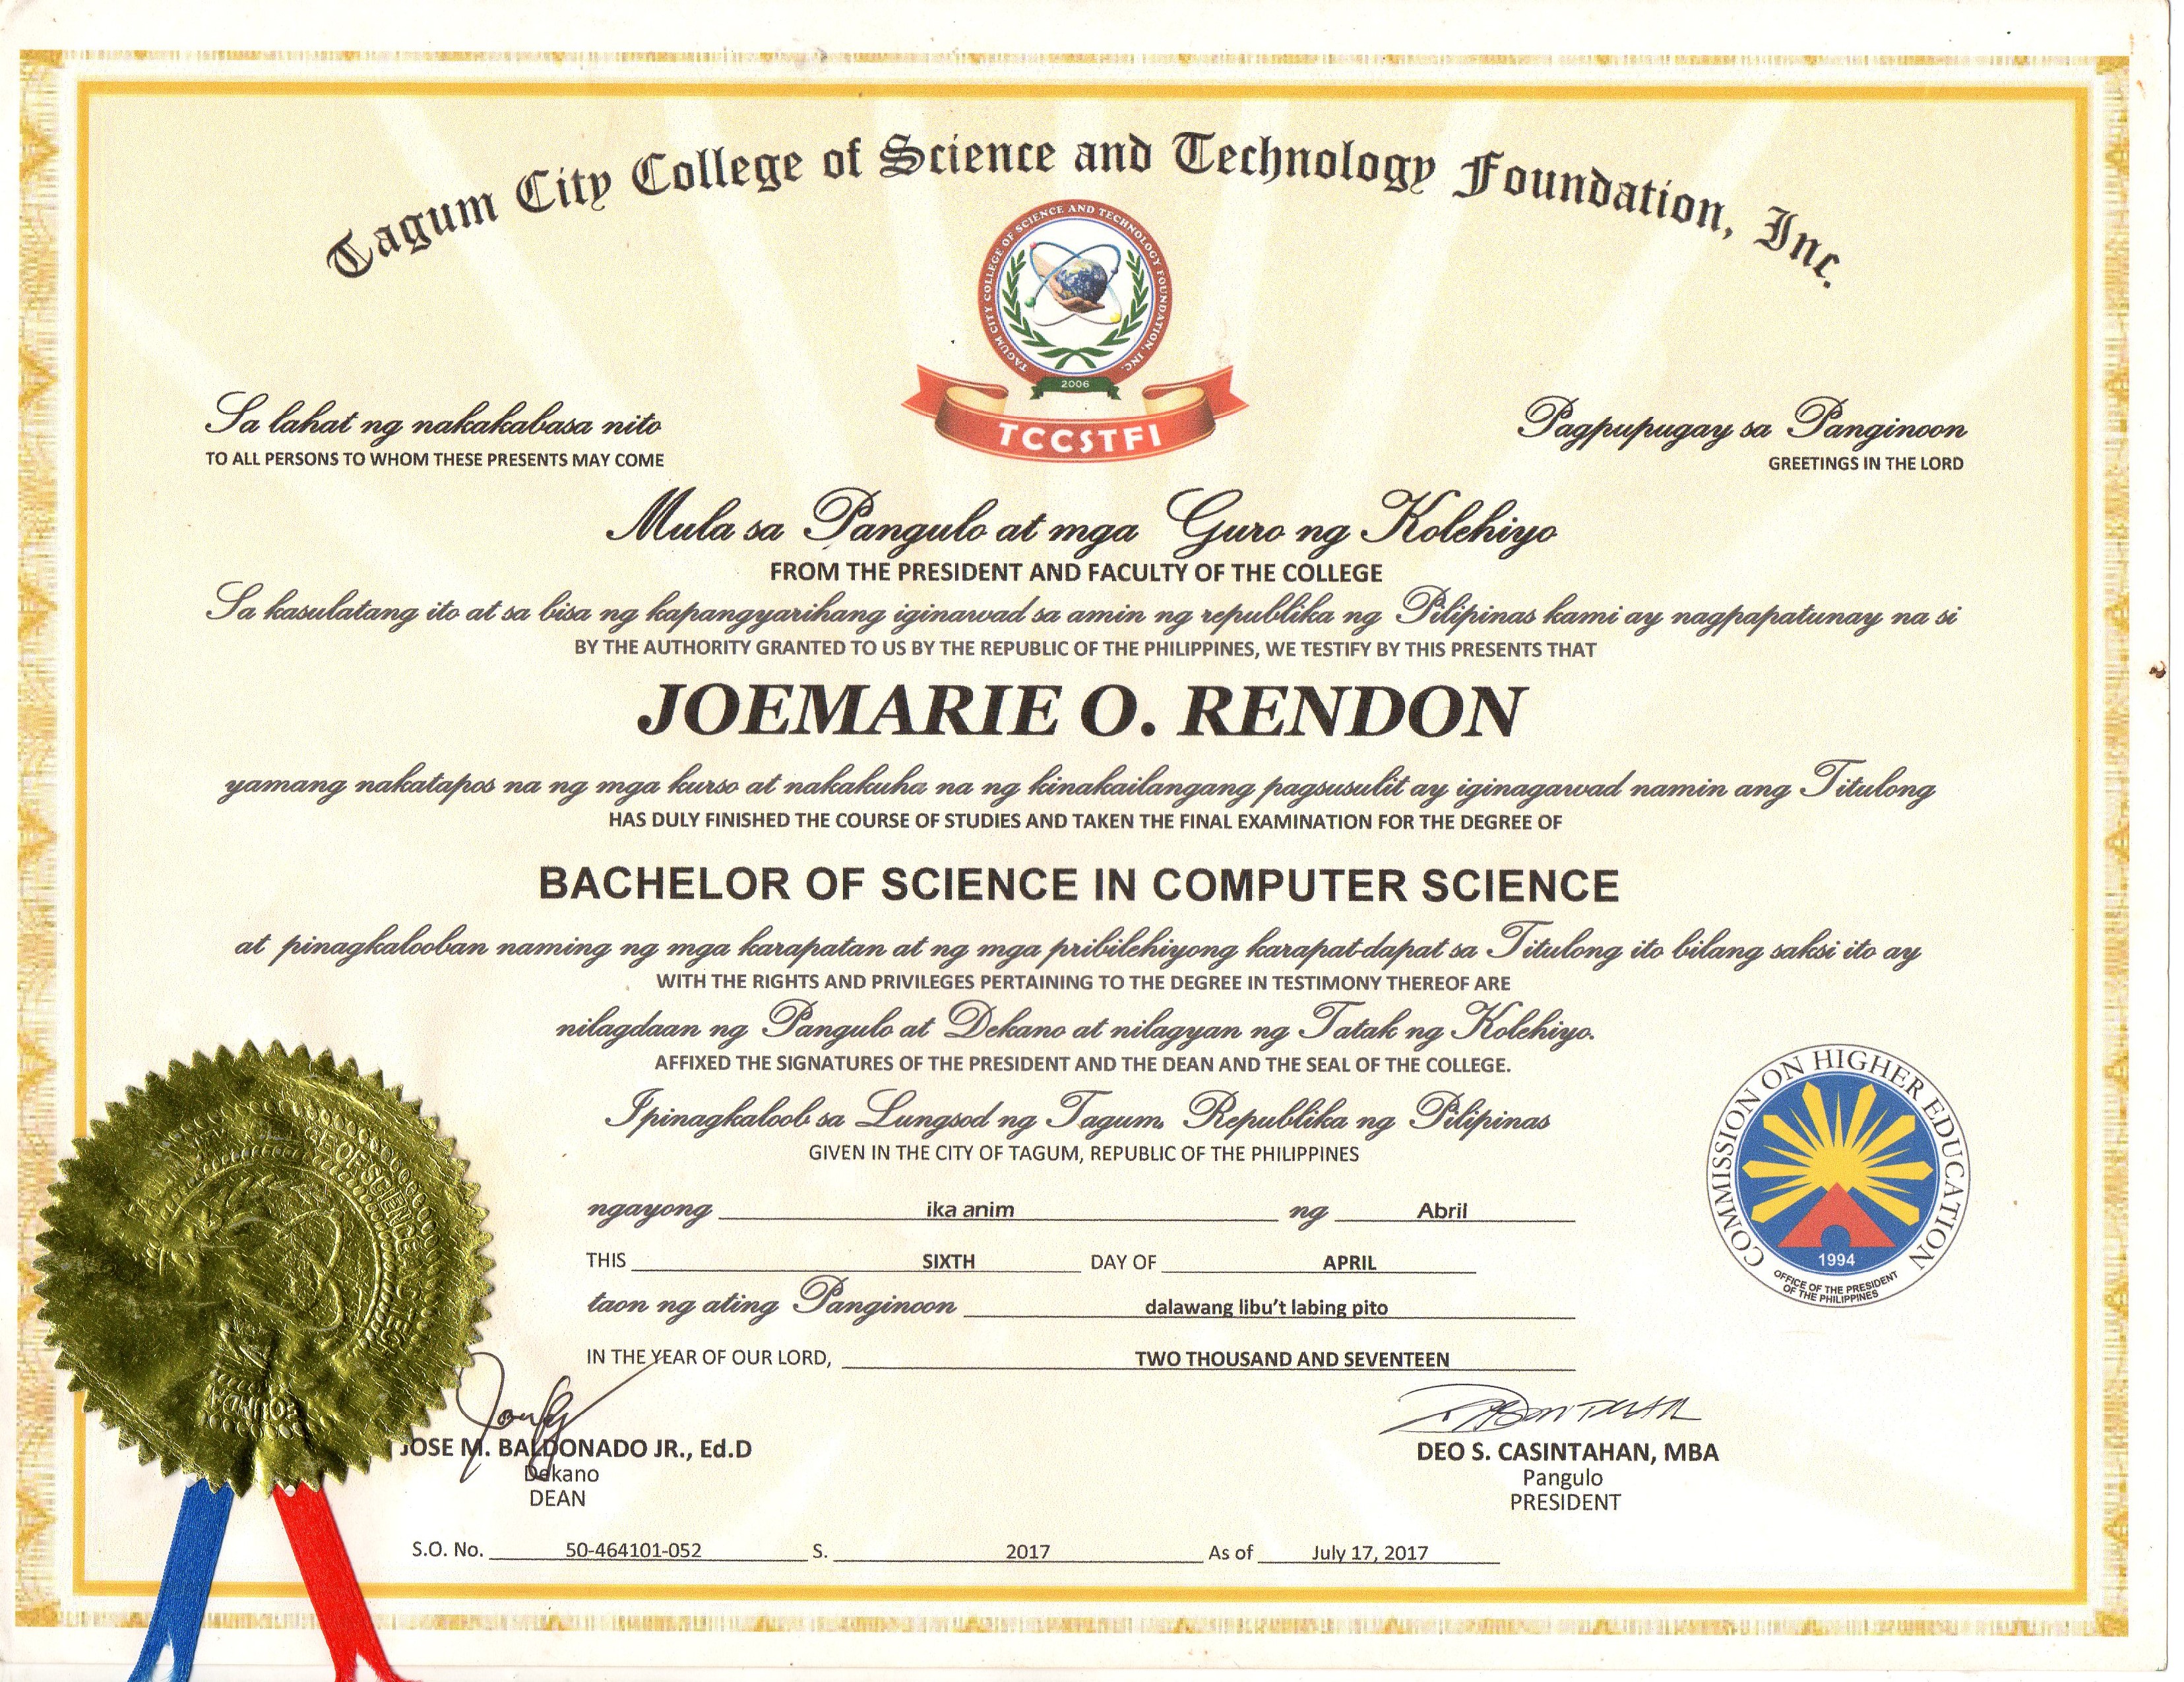 Tagum City College of Science and Technology Foundation, Inc.
TAGUM CITY COLLEGE OF SCIENCE AND TECHNOLOGY FOUNDATION, INC.
2006
TCCSTFI
Sa lahat ng nakakabasa nito
TO ALL PERSONS TO WHOM THESE PRESENTS MAY COME
Pagpupugay sa Panginoon
GREETINGS IN THE LORD
Mula sa Pangulo at mga Guro ng Kolehiyo
FROM THE PRESIDENT AND FACULTY OF THE COLLEGE
Sa kasulatang ito at sa bisa ng kapangyarihang iginawad sa amin ng republika ng Pilipinas kami ay nagpapatunay na si
BY THE AUTHORITY GRANTED TO US BY THE REPUBLIC OF THE PHILIPPINES, WE TESTIFY BY THIS PRESENTS THAT
JOEMARIE O. RENDON
yamang nakatapos na ng mga kurso at nakakuha na ng kinakailangang pagsusulit ay iginagawad namin ang Titulong
HAS DULY FINISHED THE COURSE OF STUDIES AND TAKEN THE FINAL EXAMINATION FOR THE DEGREE OF
BACHELOR OF SCIENCE IN COMPUTER SCIENCE
at pinagkalooban naming ng mga karapatan at ng mga pribilehiyong karapat-dapat sa Titulong ito bilang saksi ito ay
WITH THE RIGHTS AND PRIVILEGES PERTAINING TO THE DEGREE IN TESTIMONY THEREOF ARE
nilagdaan ng Pangulo at Dekano at nilagyan ng Tatak ng Kolehiyo.
AFFIXED THE SIGNATURES OF THE PRESIDENT AND THE DEAN AND THE SEAL OF THE COLLEGE.
Ipinagkaloob sa Lungsod ng Tagum, Republika ng Pilipinas
GIVEN IN THE CITY OF TAGUM, REPUBLIC OF THE PHILIPPINES
ngayong ika anim ng Abril
THIS SIXTH DAY OF APRIL
taon ng ating Panginoon dalawang libu't labing pito
IN THE YEAR OF OUR LORD, TWO THOUSAND AND SEVENTEEN
COMMISSION ON HIGHER EDUCATION
1994
OFFICE OF THE PRESIDENT
OF THE PHILIPPINES
OF SCIENCE
JOSE M. BALDONADO JR., Ed.D
Dekano
DEAN
DEO S. CASINTAHAN, MBA
Pangulo
PRESIDENT
S.O. No. 50-464101-052 S. 2017 As of July 17, 2017